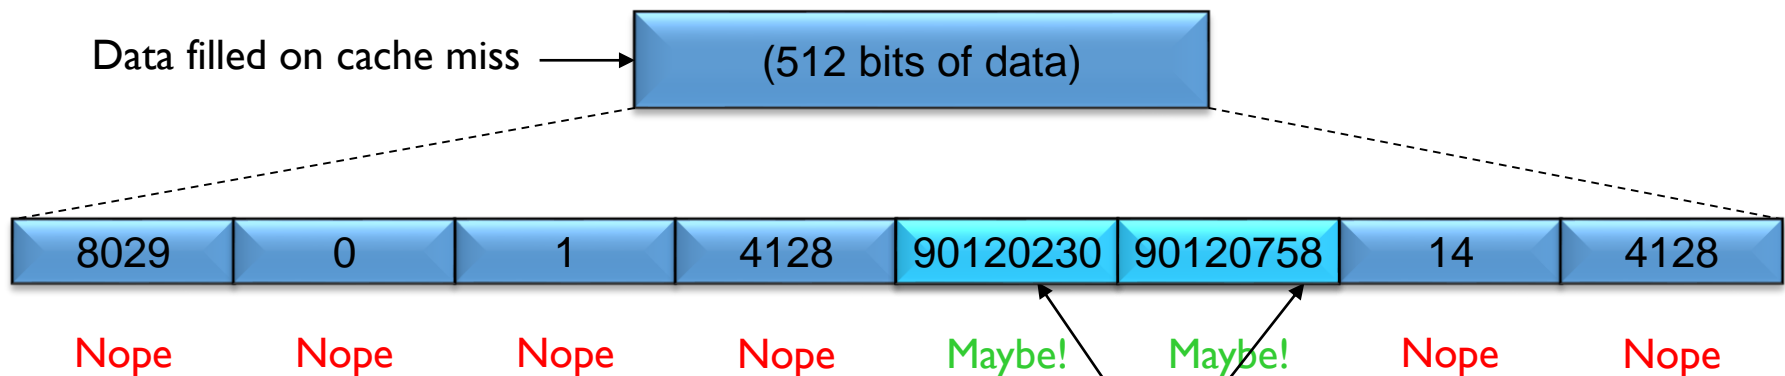 Data filled on cache miss
(512 bits of data)
8029 0 1 4128 90120230 90120758 14 4128
Nope Nope Nope Nope Maybe! Maybe! Nope Nope